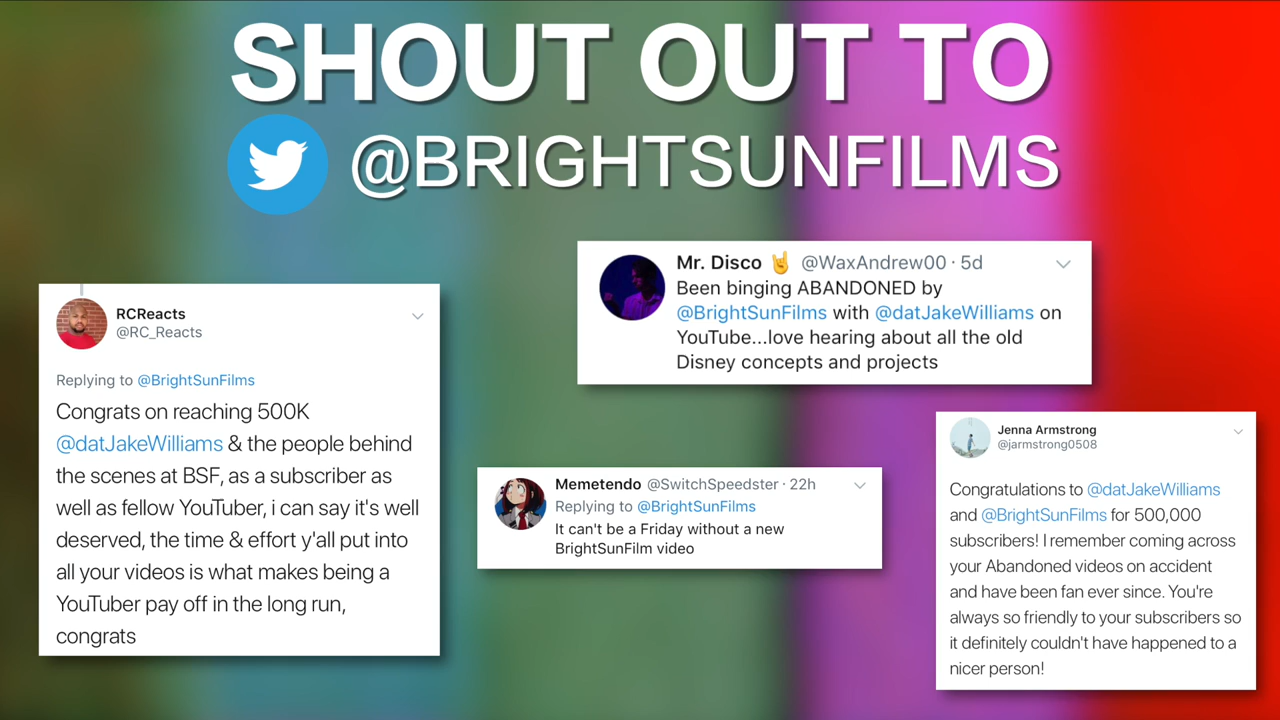 SHOUT OUT TO
@BRIGHTSUNFILMS
RCReacts
@RC_Reacts
Replying to @BrightSunFilms
Congrats on reaching 500K
@datJakeWilliams & the people behind
the scenes at BSF, as a subscriber as
well as fellow YouTuber, i can say it's well
deserved, the time & effort y'all put into
all your videos is what makes being a
YouTuber pay off in the long run,
congrats
Mr. Disco 🤘 @WaxAndrew00 · 5d
Been binging ABANDONED by
@BrightSunFilms with @datJakeWilliams on
YouTube...love hearing about all the old
Disney concepts and projects
Memetendo @SwitchSpeedster · 22h
Replying to @BrightSunFilms
It can't be a Friday without a new
BrightSunFilm video
Jenna Armstrong
@jarmstrong0508
Congratulations to @datJakeWilliams
and @BrightSunFilms for 500,000
subscribers! I remember coming across
your Abandoned videos on accident
and have been fan ever since. You're
always so friendly to your subscribers so
it definitely couldn't have happened to a
nicer person!